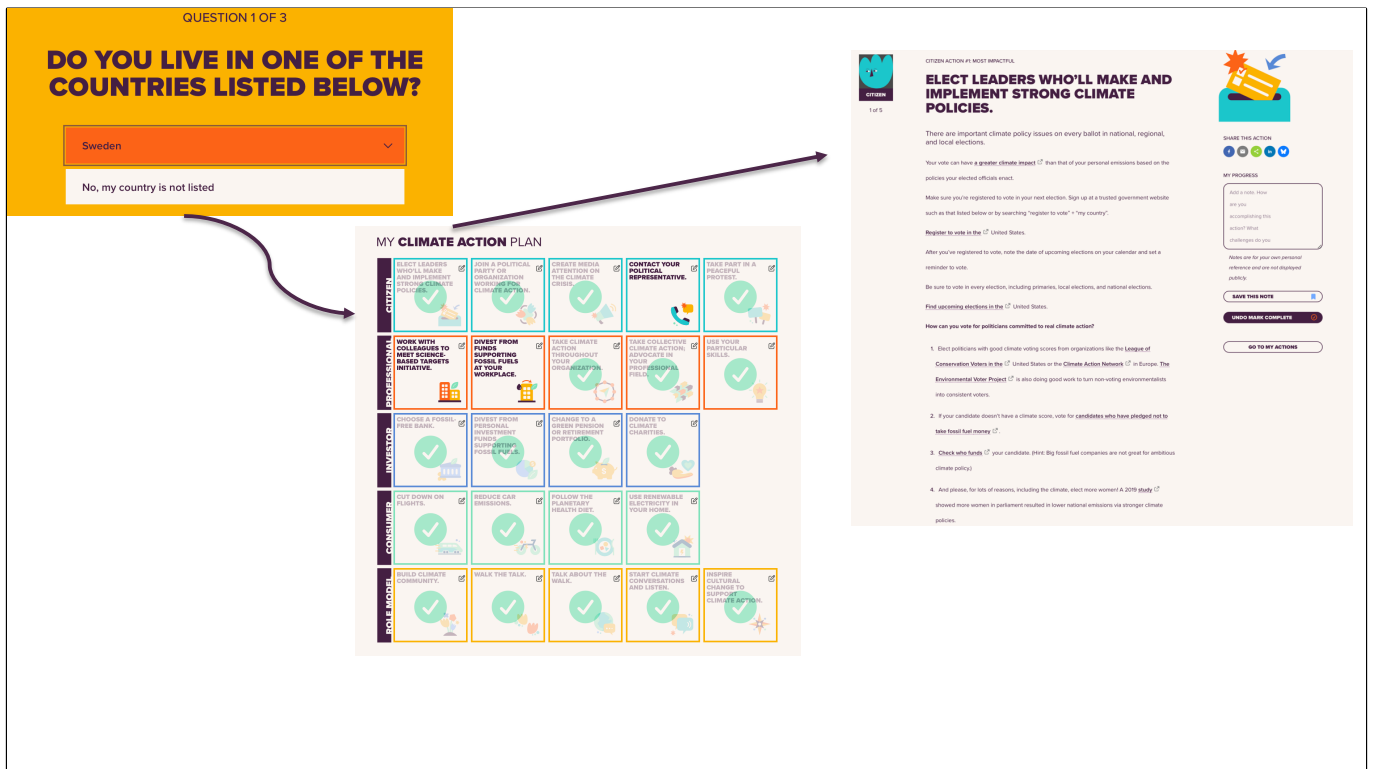 QUESTION 1 OF 3
DO YOU LIVE IN ONE OF THE
COUNTRIES LISTED BELOW?
Sweden
No, my country is not listed
MY CLIMATE ACTION PLAN
CITIZEN
ELECT LEADERS
WHO'LL MAKE
AND IMPLEMENT
STRONG CLIMATE
POLICIES.
JOIN A POLITICAL
PARTY OR
ORGANIZATION
WORKING FOR
CLIMATE ACTION.
CREATE MEDIA
ATTENTION ON
THE CLIMATE
CRISIS.
CONTACT YOUR
POLITICAL
REPRESENTATIVE.
TAKE PART IN A
PEACEFUL
PROTEST.
PROFESSIONAL
WORK WITH
COLLEAGUES TO
MEET SCIENCE-
BASED TARGETS
INITIATIVE.
DIVEST FROM
FUNDS
SUPPORTING
FOSSIL FUELS
AT YOUR
WORKPLACE.
TAKE CLIMATE
ACTION
THROUGHOUT
YOUR
ORGANIZATION.
TAKE COLLECTIVE
CLIMATE ACTION;
ADVOCATE IN
YOUR
PROFESSIONAL
FIELD.
USE YOUR
PARTICULAR
SKILLS.
INVESTOR
CHOOSE A FOSSIL-
FREE BANK.
DIVEST FROM
PERSONAL
INVESTMENT
FUNDS
SUPPORTING
FOSSIL FUELS.
CHANGE TO A
GREEN PENSION
OR RETIREMENT
PORTFOLIO.
DONATE TO
CLIMATE
CHARITIES.
CONSUMER
CUT DOWN ON
FLIGHTS.
REDUCE CAR
EMISSIONS.
FOLLOW THE
PLANETARY
HEALTH DIET.
USE RENEWABLE
ELECTRICITY IN
YOUR HOME.
ROLE MODEL
BUILD CLIMATE
COMMUNITY.
WALK THE TALK.
TALK ABOUT THE
WALK.
START CLIMATE
CONVERSATIONS
AND LISTEN.
INSPIRE
CULTURAL
CHANGE TO
SUPPORT
CLIMATE ACTION.
CITIZEN
1 of 5
CITIZEN ACTION #1: MOST IMPACTFUL
ELECT LEADERS WHO'LL MAKE AND
IMPLEMENT STRONG CLIMATE
POLICIES.
There are important climate policy issues on every ballot in national, regional,
and local elections.
Your vote can have a greater climate impact than that of your personal emissions based on the
policies your elected officials enact.
Make sure you're registered to vote in your next election. Sign up at a trusted government website
such as that listed below or by searching "register to vote" + "my country".
Register to vote in the United States.
After you've registered to vote, note the date of upcoming elections on your calendar and set a
reminder to vote.
Be sure to vote in every election, including primaries, local elections, and national elections.
Find upcoming elections in the United States.
How can you vote for politicians committed to real climate action?
1. Elect politicians with good climate voting scores from organizations like the League of
Conservation Voters in the United States or the Climate Action Network in Europe. The
Environmental Voter Project is also doing good work to turn non-voting environmentalists
into consistent voters.
2. If your candidate doesn't have a climate score, vote for candidates who have pledged not to
take fossil fuel money.
3. Check who funds your candidate. (Hint: Big fossil fuel companies are not great for ambitious
climate policy.)
4. And please, for lots of reasons, including the climate, elect more women! A 2019 study
showed more women in parliament resulted in lower national emissions via stronger climate
policies.
SHARE THIS ACTION
MY PROGRESS
Add a note. How
are you
accomplishing this
action? What
challenges do you
Notes are for your own personal
reference and are not displayed
publicly.
SAVE THIS NOTE
UNDO MARK COMPLETE
GO TO MY ACTIONS